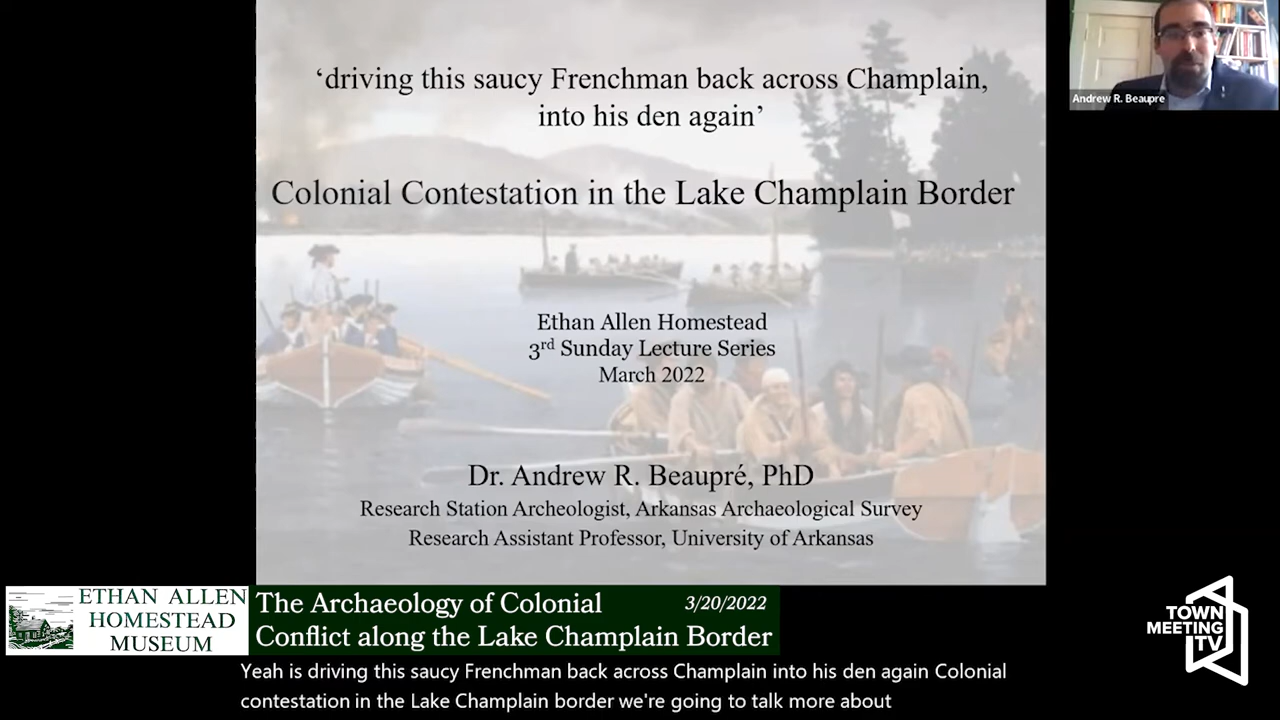 ‘driving this saucy Frenchman back across Champlain,
into his den again’
Colonial Contestation in the Lake Champlain Border
Ethan Allen Homestead
3rd Sunday Lecture Series
March 2022
Dr. Andrew R. Beaupré, PhD
Research Station Archeologist, Arkansas Archaeological Survey
Research Assistant Professor, University of Arkansas
Andrew R. Beaupre
ETHAN ALLEN
HOMESTEAD
MUSEUM
The Archaeology of Colonial
3/20/2022
Conflict along the Lake Champlain Border
TOWN
MEETING
TV
Yeah is driving this saucy Frenchman back across Champlain into his den again Colonial
contestation in the Lake Champlain border we're going to talk more about